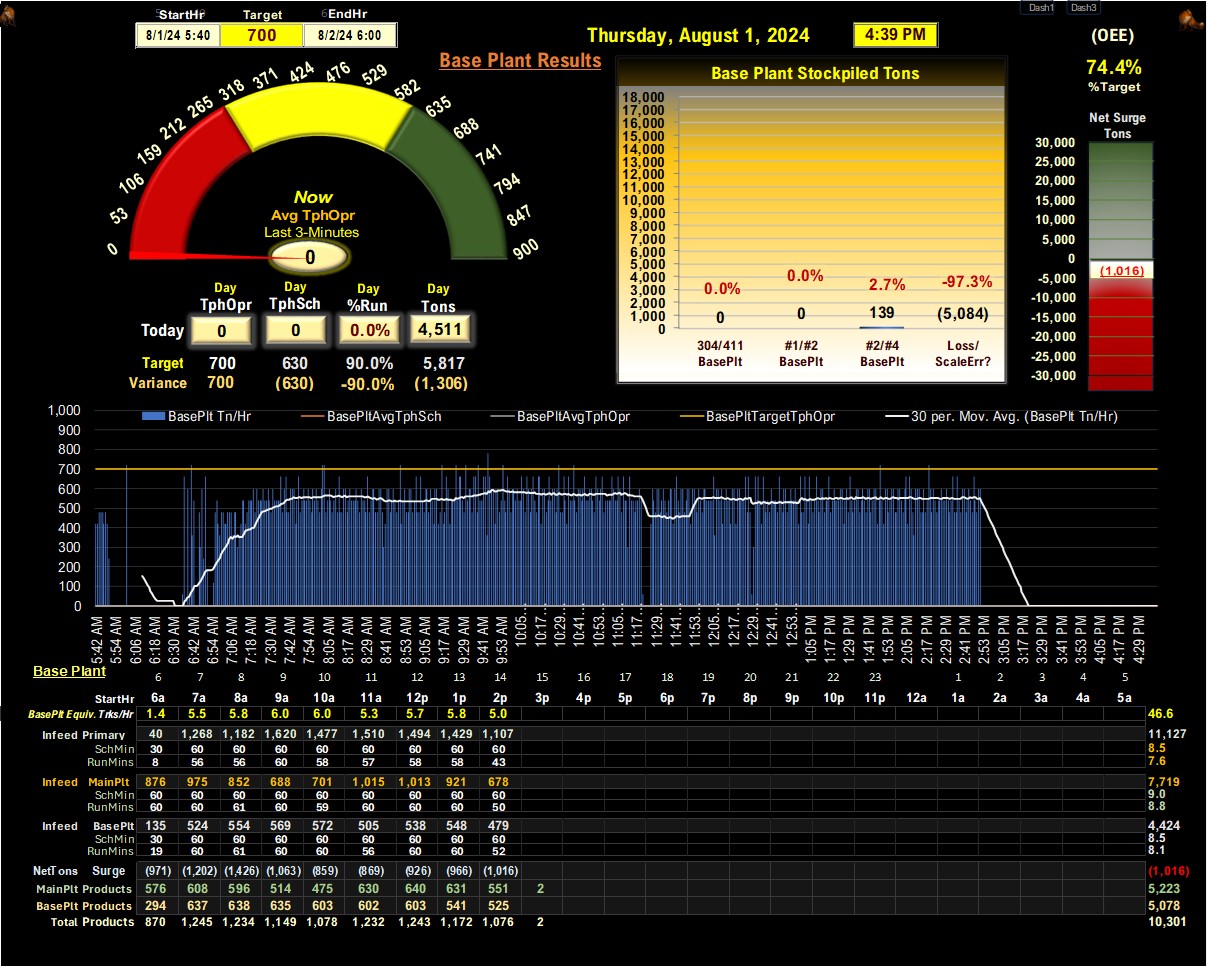 Dash1 Dash3
StartHr Target EndHr
8/1/24 5:40 700 8/2/24 6:00
Thursday, August 1, 2024 4:39 PM
(OEE)
74.4%
%Target
Base Plant Results
Net Surge
Tons
30,000
25,000
20,000
15,000
10,000
5,000
0
(1,016)
-5,000
-10,000
-15,000
-20,000
-25,000
-30,000
0 53 106 159 212 265 318 371 424 476 529 582 635 688 741 794 847 900
Now
Avg TphOpr
Last 3-Minutes
0
Base Plant Stockpiled Tons
18,000
17,000
16,000
15,000
14,000
13,000
12,000
11,000
10,000
9,000
8,000
7,000
6,000
5,000
4,000
3,000
2,000
1,000
0
0.0% 0.0% 2.7% -97.3%
0 0 139 (5,084)
304/411 #1/#2 #2/#4 Loss/
BasePlt BasePlt BasePlt ScaleErr?
Day Day Day Day
TphOpr TphSch %Run Tons
Today 0 0 0.0% 4,511
Target 700 630 90.0% 5,817
Variance 700 (630) -90.0% (1,306)
BasePlt Tn/Hr BasePltAvgTphSch BasePltAvgTphOpr BasePltTargetTphOpr 30 per. Mov. Avg. (BasePlt Tn/Hr)
1,000
900
800
700
600
500
400
300
200
100
0
5:42 AM 5:54 AM 6:06 AM 6:18 AM 6:30 AM 6:42 AM 6:54 AM 7:06 AM 7:18 AM 7:30 AM 7:42 AM 7:54 AM 8:05 AM 8:17 AM 8:29 AM 8:41 AM 8:53 AM 9:05 AM 9:17 AM 9:29 AM 9:41 AM 9:53 AM 10:05... 10:17... 10:29... 10:41... 10:53... 11:05... 11:17... 11:29... 11:41... 11:53... 12:05... 12:17... 12:29... 12:41... 12:53... 1:05 PM 1:17 PM 1:29 PM 1:41 PM 1:53 PM 2:05 PM 2:17 PM 2:29 PM 2:41 PM 2:53 PM 3:17 PM 3:29 PM 3:41 PM 3:53 PM 4:05 PM 4:17 PM 4:29 PM
Base Plant 6 7 8 9 10 11 12 13 14 15 16 17 18 19 20 21 22 23 1 2 3 4 5
StartHr 6a 7a 8a 9a 10a 11a 12p 1p 2p 3p 4p 5p 6p 7p 8p 9p 10p 11p 12a 1a 2a 3a 4a 5a
BasePlt Equiv. Trks/Hr 1.4 5.5 5.8 6.0 6.0 5.3 5.7 5.8 5.0 46.6
Infeed Primary 40 1,268 1,182 1,620 1,477 1,510 1,494 1,429 1,107 11,127
SchMin 30 60 60 60 60 60 60 60 60 8.5
RunMins 8 56 56 60 58 57 58 58 43 7.6
Infeed MainPlt 876 975 852 688 701 1,015 1,013 921 678 7,719
SchMin 60 60 60 60 60 60 60 60 60 9.0
RunMins 60 60 61 60 59 60 60 60 50 8.8
Infeed BasePlt 135 524 554 569 572 505 538 548 479 4,424
SchMin 30 60 60 60 60 60 60 60 60 8.5
RunMins 19 60 61 60 60 56 60 60 52 8.1
NetTons Surge (971) (1,202) (1,426) (1,063) (859) (869) (926) (966) (1,016) (1,016)
MainPlt Products 576 608 596 514 475 630 640 631 551 2 5,223
BasePlt Products 294 637 638 635 603 602 603 541 525 5,078
Total Products 870 1,245 1,234 1,149 1,078 1,232 1,243 1,172 1,076 2 10,301